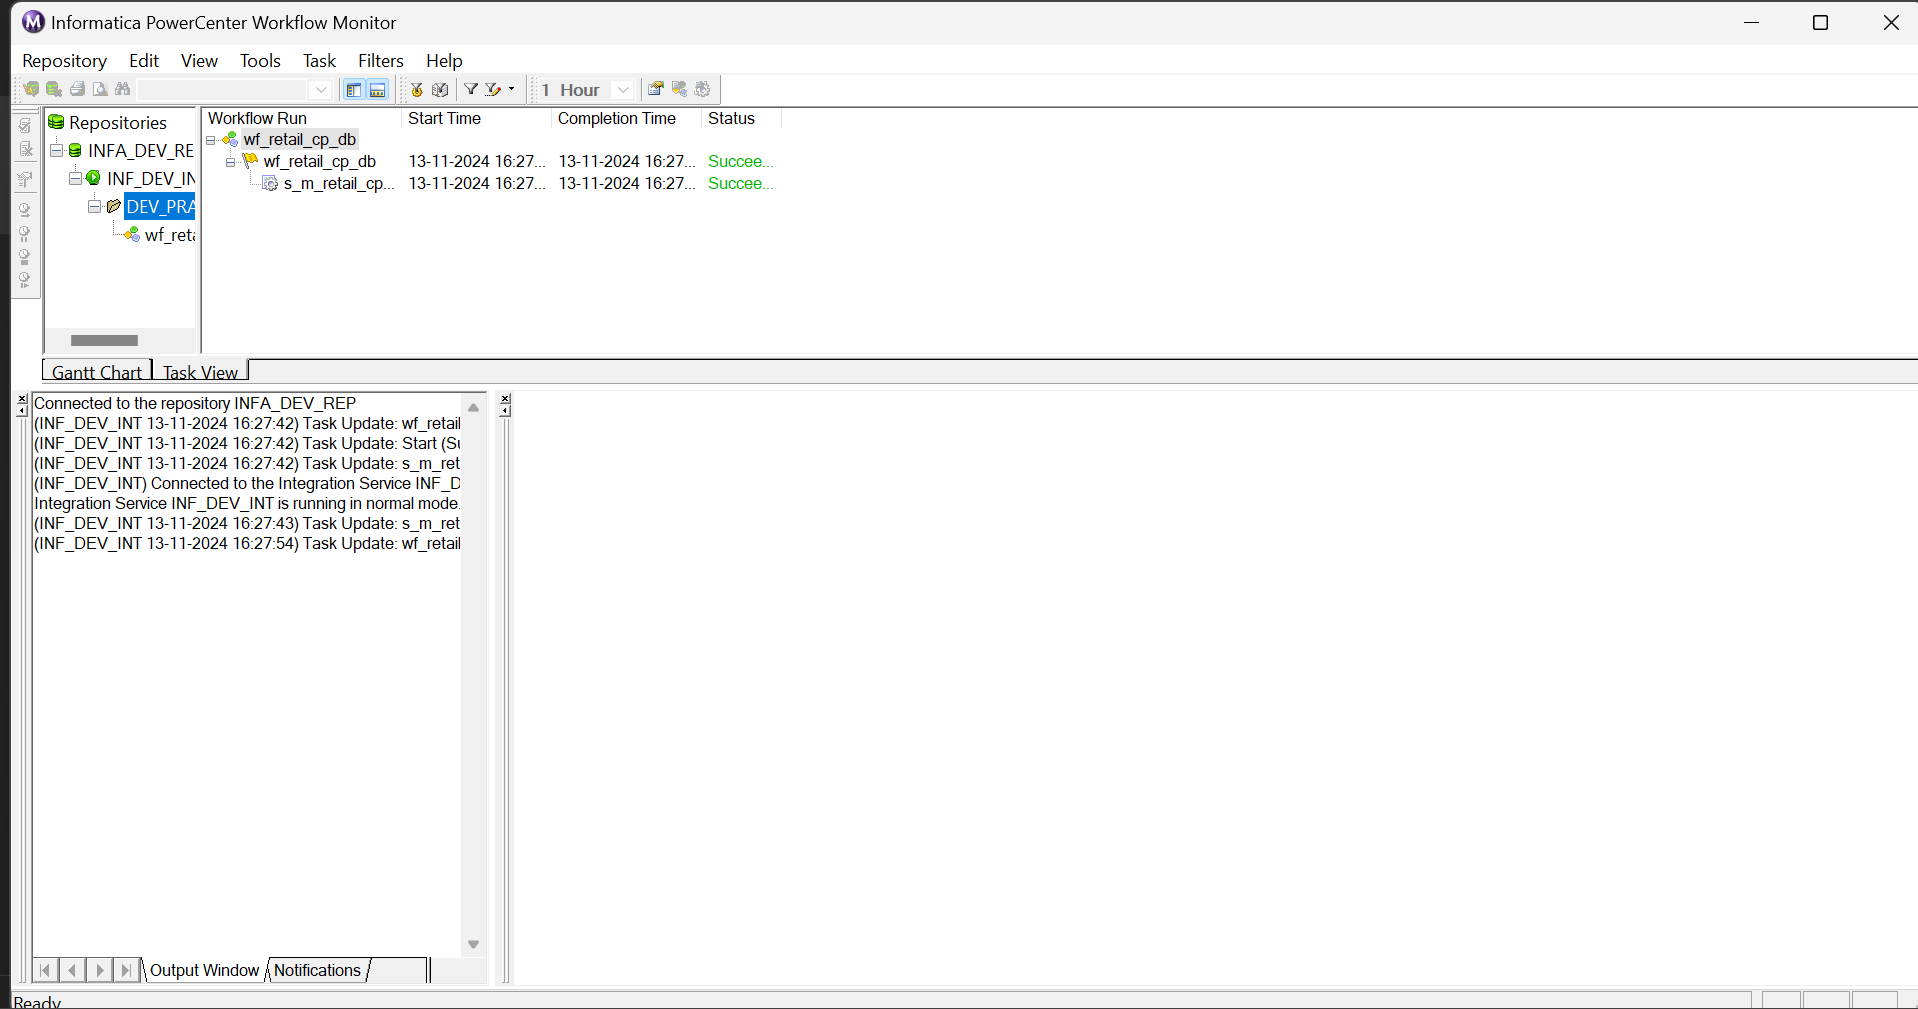 Informatica PowerCenter Workflow Monitor
Repository Edit View Tools Task Filters Help
1 Hour
Repositories
INFA_DEV_RE
INF_DEV_IN
DEV_PRA
wf_reta
Workflow Run Start Time Completion Time Status
wf_retail_cp_db
wf_retail_cp_db 13-11-2024 16:27... 13-11-2024 16:27... Succee...
s_m_retail_cp... 13-11-2024 16:27... 13-11-2024 16:27... Succee...
Gantt Chart Task View
Connected to the repository INFA_DEV_REP
(INF_DEV_INT 13-11-2024 16:27:42) Task Update: wf_retail
(INF_DEV_INT 13-11-2024 16:27:42) Task Update: Start (Su
(INF_DEV_INT 13-11-2024 16:27:42) Task Update: s_m_ret
(INF_DEV_INT) Connected to the Integration Service INF_D
Integration Service INF_DEV_INT is running in normal mode.
(INF_DEV_INT 13-11-2024 16:27:43) Task Update: s_m_ret
(INF_DEV_INT 13-11-2024 16:27:54) Task Update: wf_retail
Output Window Notifications
Ready